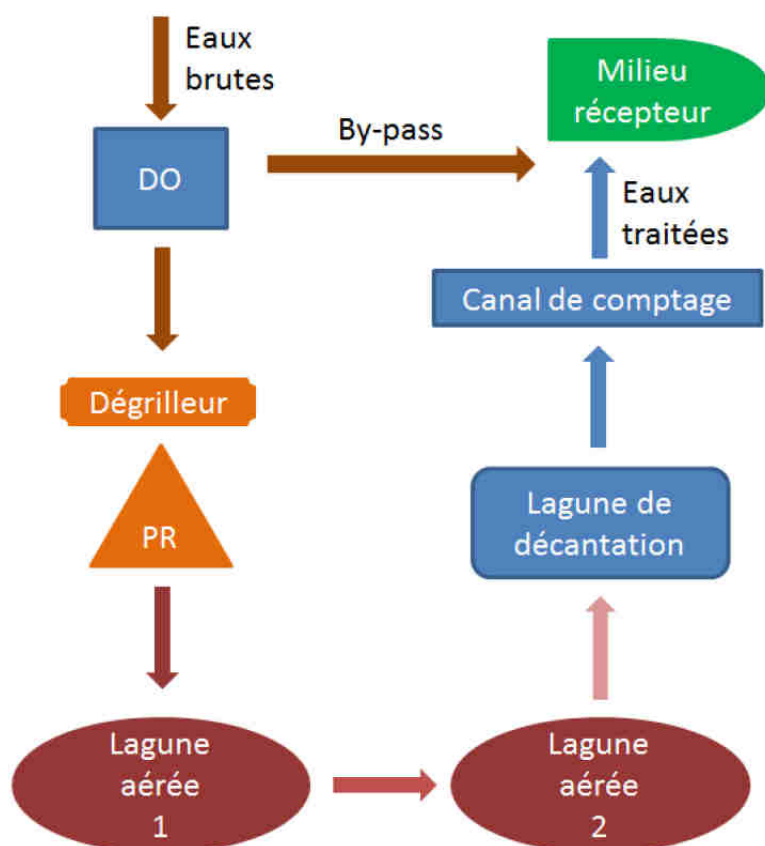 Eaux
brutes
DO
By-pass
Milieu
récepteur
Eaux
traitées
Canal de comptage
Dégrilleur
PR
Lagune de
décantation
Lagune
aérée
1
Lagune
aérée
2